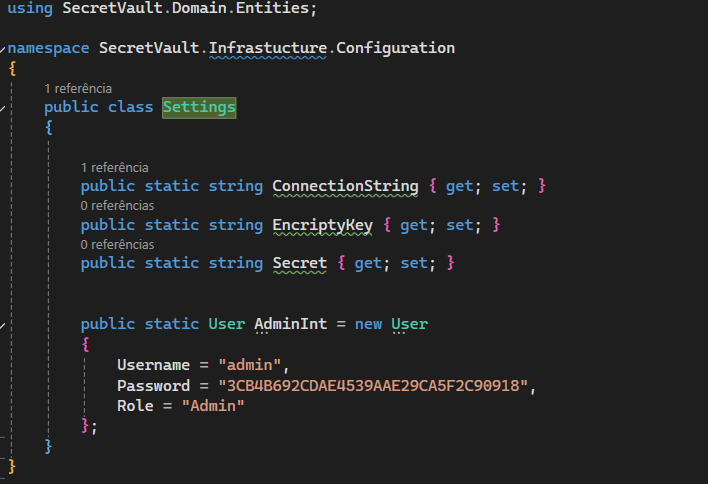 using SecretVault.Domain.Entities;
namespace SecretVault.Infrastucture.Configuration
{
1 referência
public class Settings
{
1 referência
public static string ConnectionString { get; set; }
0 referências
public static string EncriptyKey { get; set; }
0 referências
public static string Secret { get; set; }
public static User AdminInt = new User
{
Username = "admin",
Password = "3CB4B692CDAE4539AAE29CA5F2C90918",
Role = "Admin"
};
}
}